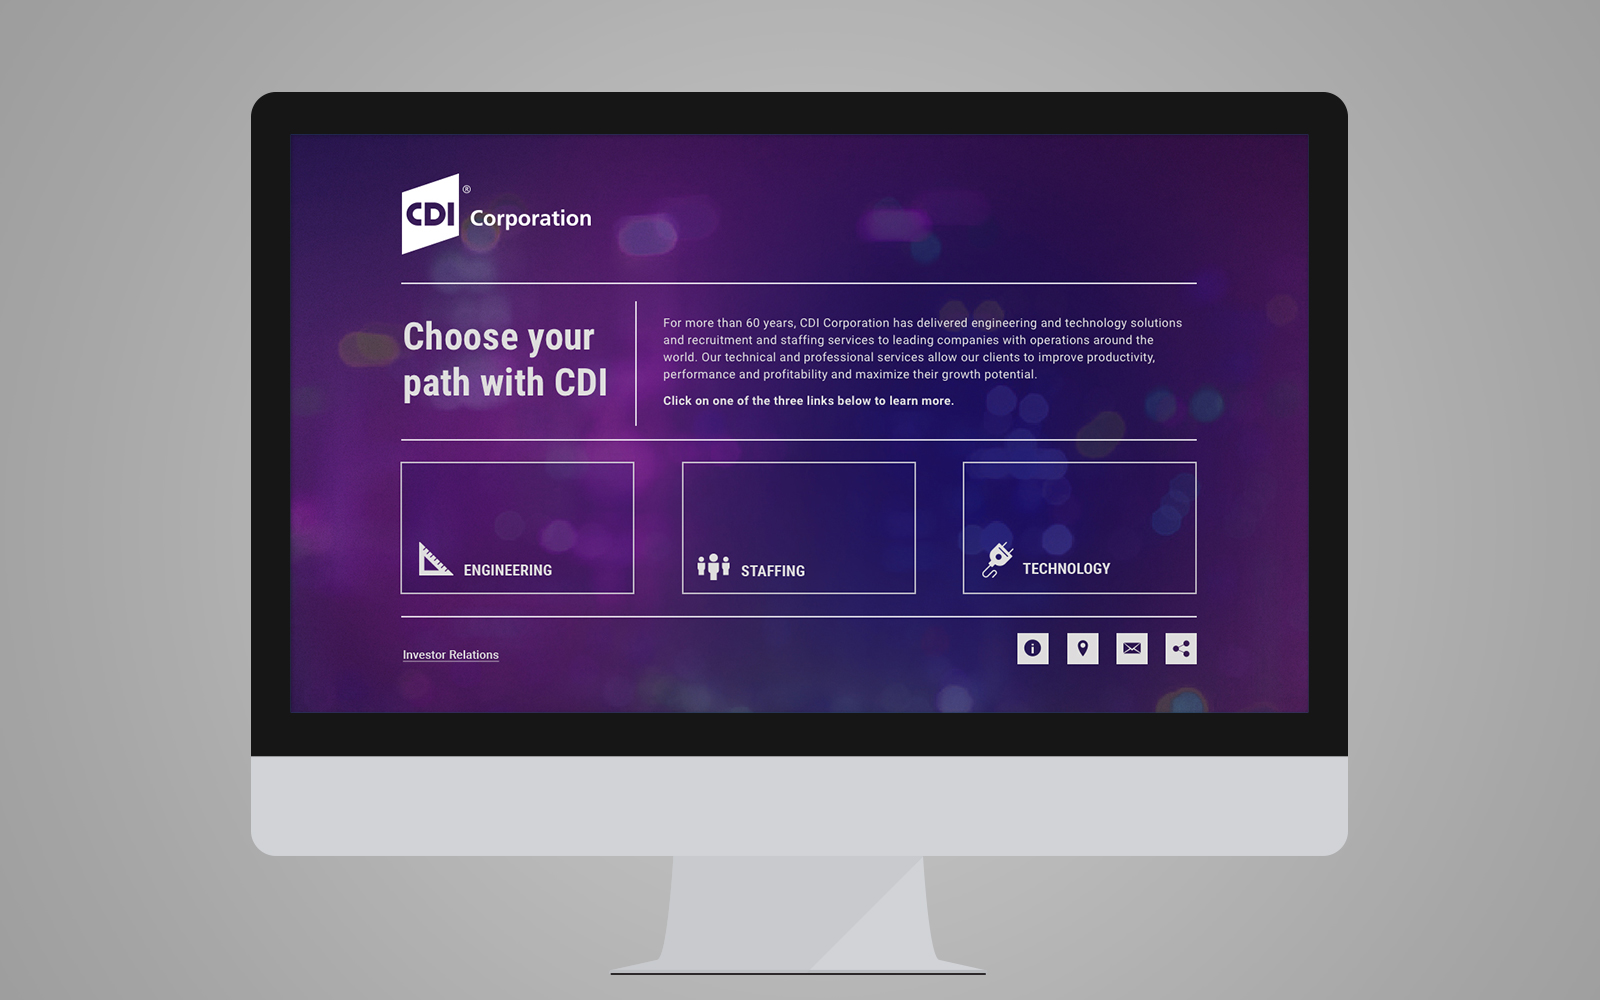 CDI® Corporation
Choose your
path with CDI
For more than 60 years, CDI Corporation has delivered engineering and technology solutions
and recruitment and staffing services to leading companies with operations around the
world. Our technical and professional services allow our clients to improve productivity,
performance and profitability and maximize their growth potential.
Click on one of the three links below to learn more.
ENGINEERING
STAFFING
TECHNOLOGY
Investor Relations